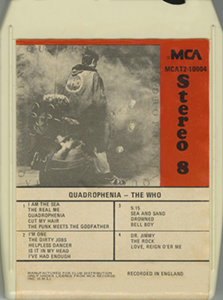 MCA
MCAT2-10004
Stereo 8
QUADROPHENIA – THE WHO
1 I AM THE SEA
THE REAL ME
QUADROPHENIA
CUT MY HAIR
THE PUNK MEETS THE GODFATHER
2 I'M ONE
THE DIRTY JOBS
HELPLESS DANCER
IS IT IN MY HEAD
I'VE HAD ENOUGH
3
5:15
SEA AND SAND
DROWNED
BELL BOY
4 DR. JIMMY
THE ROCK
LOVE, REIGN O'ER ME
RECORDED IN ENGLAND